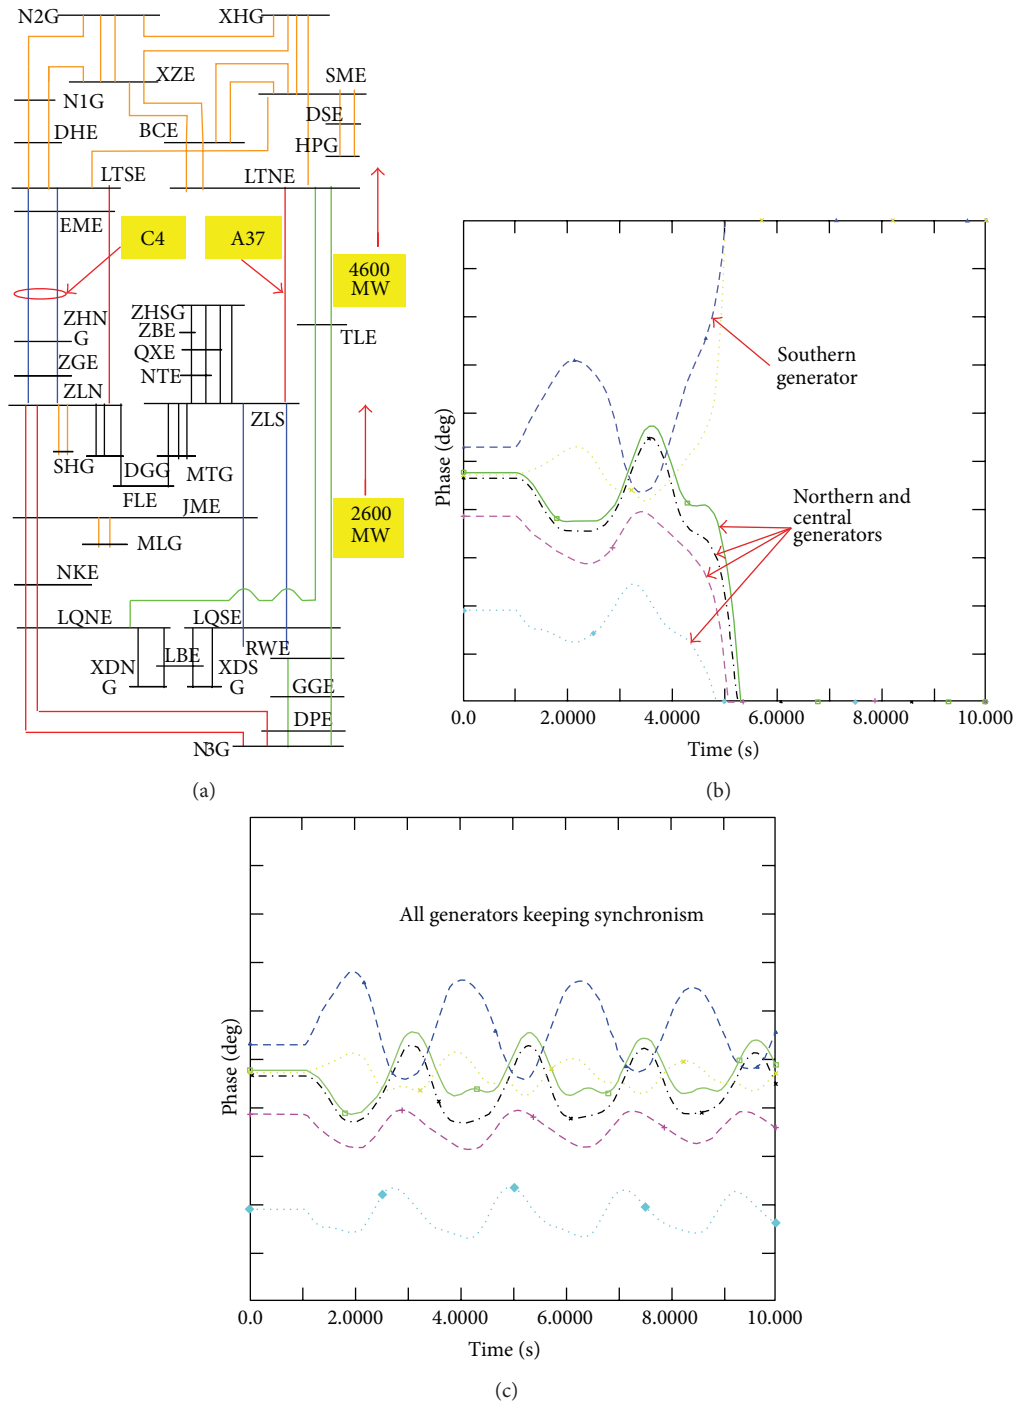 N2G
XHG
XZE
SME
N1G
DSE
DHE
BCE
HPG
LTSE
LTNE
EME
C4
A37
4600
MW
ZHN
G
ZHSG
ZBE
TLE
QXE
ZGE
NTE
ZLN
ZLS
SHG
DGG
MTG
FLE
JME
2600
MW
MLG
NKE
LQNE
LQSE
RWE
LBE
XDN
G
XDS
G
GGE
DPE
N3G
(a)
Phase (deg)
Southern
generator
Northern and
central
generators
0.0
2.0000
4.0000
6.0000
8.0000
10.000
Time (s)
(b)
All generators keeping synchronism
Phase (deg)
0.0
2.0000
4.0000
6.0000
8.0000
10.000
Time (s)
(c)